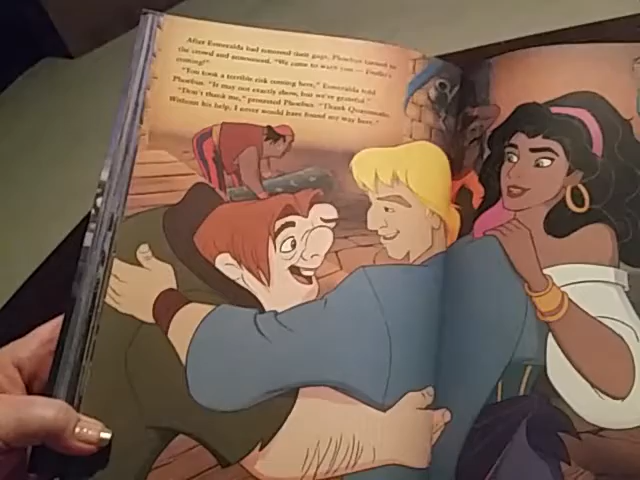 After Esmeralda had removed their gags, Phoebus turned to
the crowd and announced, "We came to warn you — Frollo's
coming!"
"You took a terrible risk coming here," Esmeralda told
Phoebus. "It may not exactly show, but we're grateful."
"Don't thank me," protested Phoebus. "Thank Quasimodo.
Without his help, I never would have found my way here."